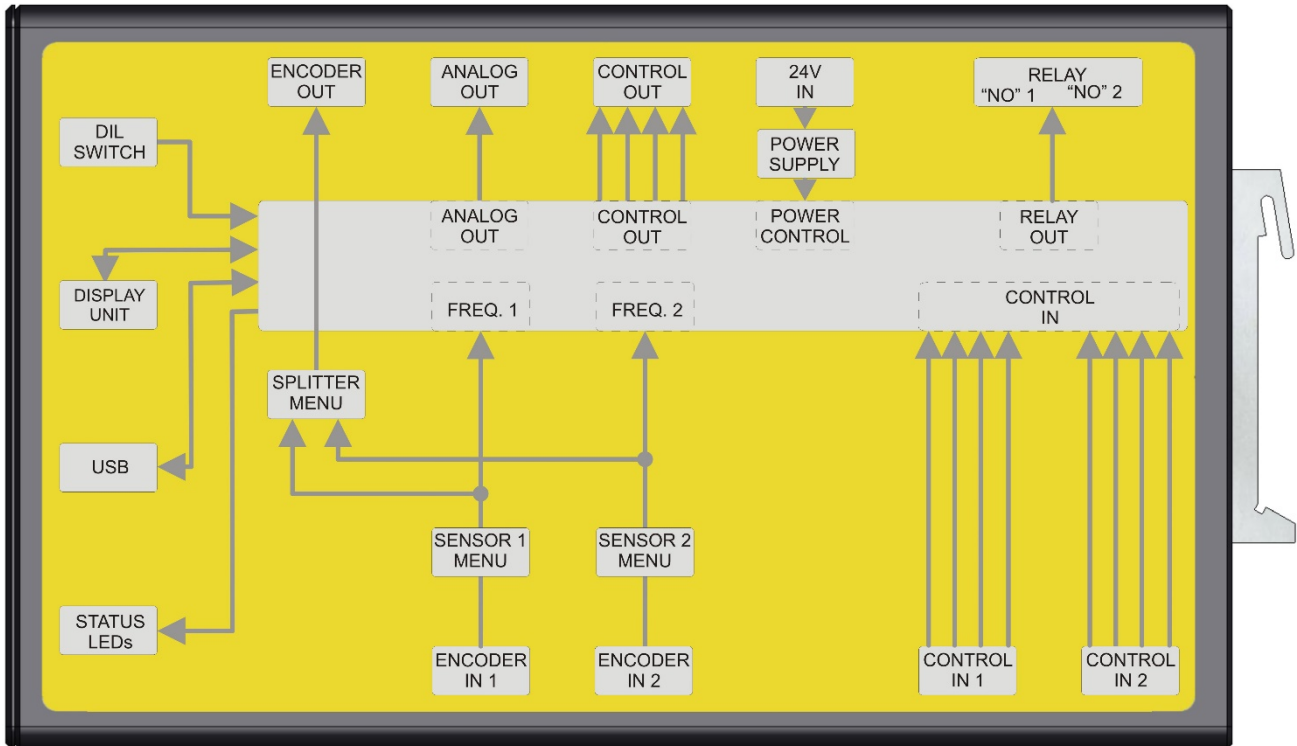 ENCODER
OUT
ANALOG
OUT
CONTROL
OUT
24V
IN
RELAY
“NO” 1 “NO” 2
DIL
SWITCH
POWER
SUPPLY
ANALOG
OUT
CONTROL
OUT
POWER
CONTROL
RELAY
OUT
DISPLAY
UNIT
FREQ. 1
FREQ. 2
CONTROL
IN
SPLITTER
MENU
USB
SENSOR 1
MENU
SENSOR 2
MENU
STATUS
LEDs
ENCODER
IN 1
ENCODER
IN 2
CONTROL
IN 1
CONTROL
IN 2